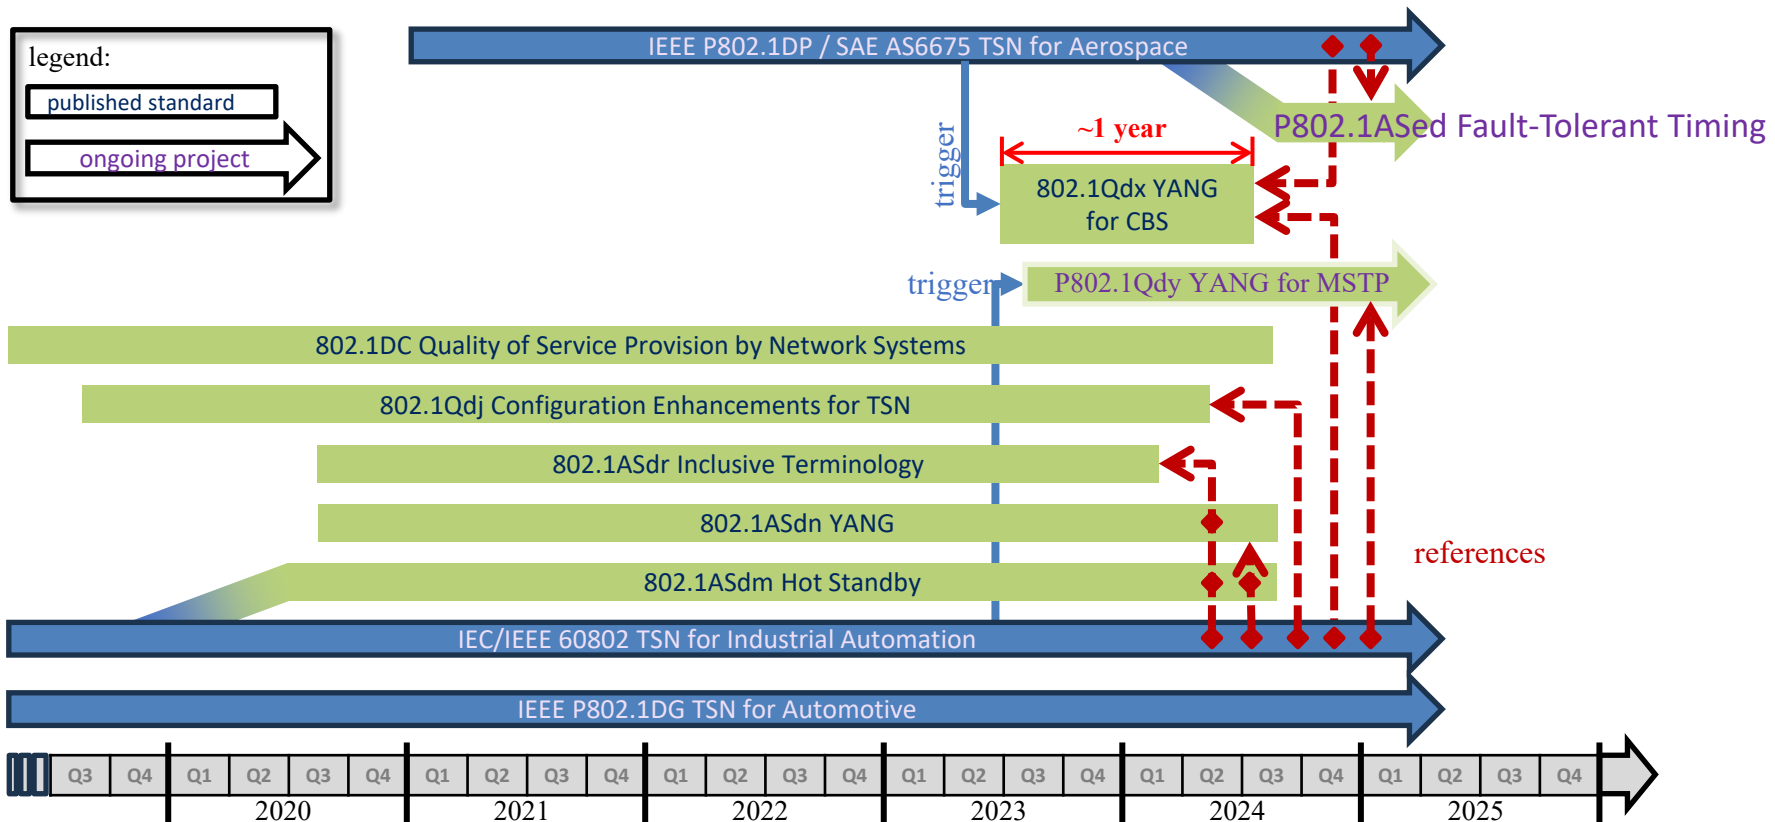 legend:
published standard
ongoing project
IEEE P802.1DP / SAE AS6675 TSN for Aerospace
P802.1ASed Fault-Tolerant Timing
~1 year
trigger
802.1Qdx YANG
for CBS
trigger
P802.1Qdy YANG for MSTP
802.1DC Quality of Service Provision by Network Systems
802.1Qdj Configuration Enhancements for TSN
802.1ASdr Inclusive Terminology
802.1ASdn YANG
references
802.1ASdm Hot Standby
IEC/IEEE 60802 TSN for Industrial Automation
IEEE P802.1DG TSN for Automotive
Q3 Q4 Q1 Q2 Q3 Q4 Q1 Q2 Q3 Q4 Q1 Q2 Q3 Q4 Q1 Q2 Q3 Q4 Q1 Q2 Q3 Q4 Q1 Q2 Q3 Q4
2020 2021 2022 2023 2024 2025